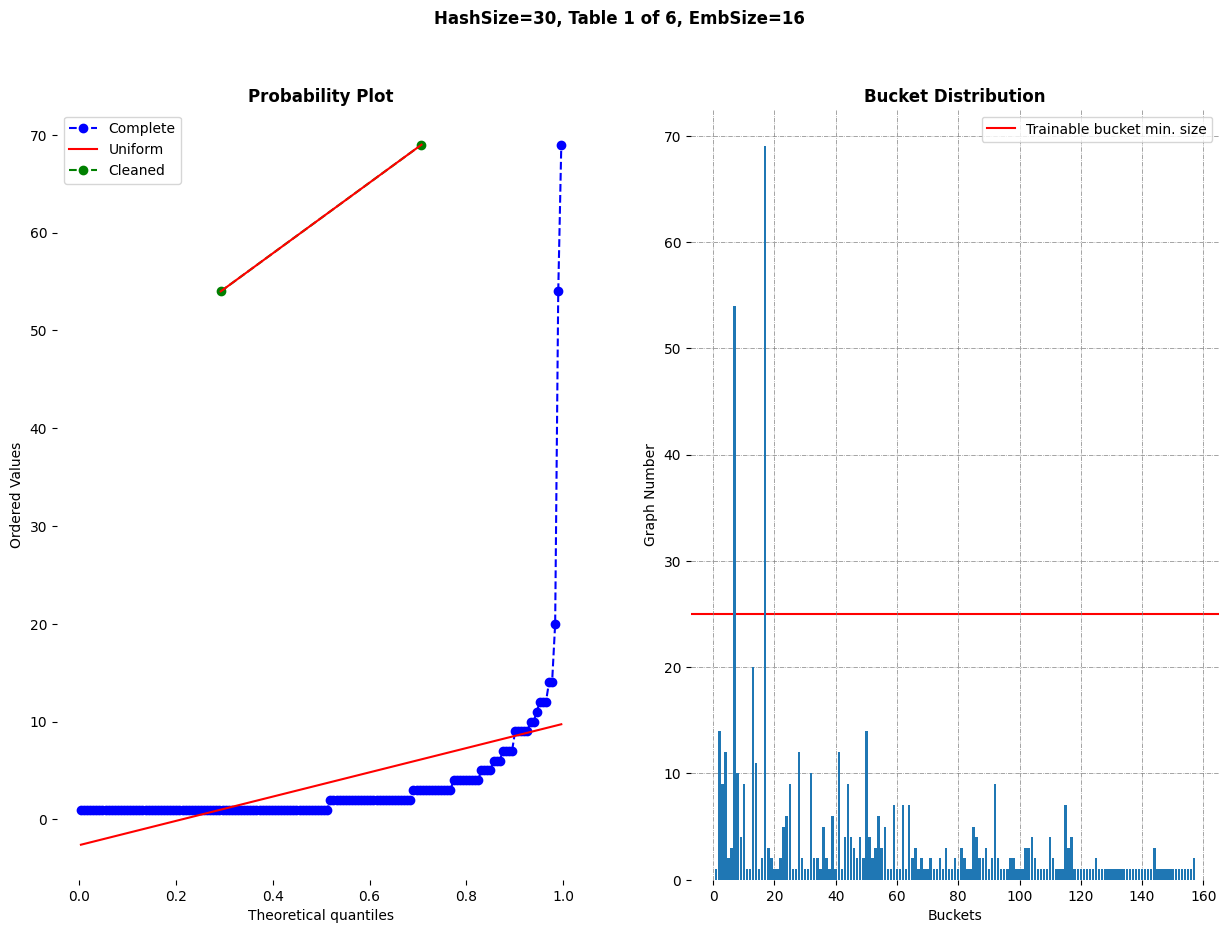 HashSize=30, Table 1 of 6, EmbSize=16
Probability Plot
Complete
Uniform
Cleaned
70
60
50
40
30
20
10
0
Ordered Values
0.0 0.2 0.4 0.6 0.8 1.0
Theoretical quantiles
Bucket Distribution
Trainable bucket min. size
70
60
50
40
30
20
10
0
Graph Number
0 20 40 60 80 100 120 140 160
Buckets